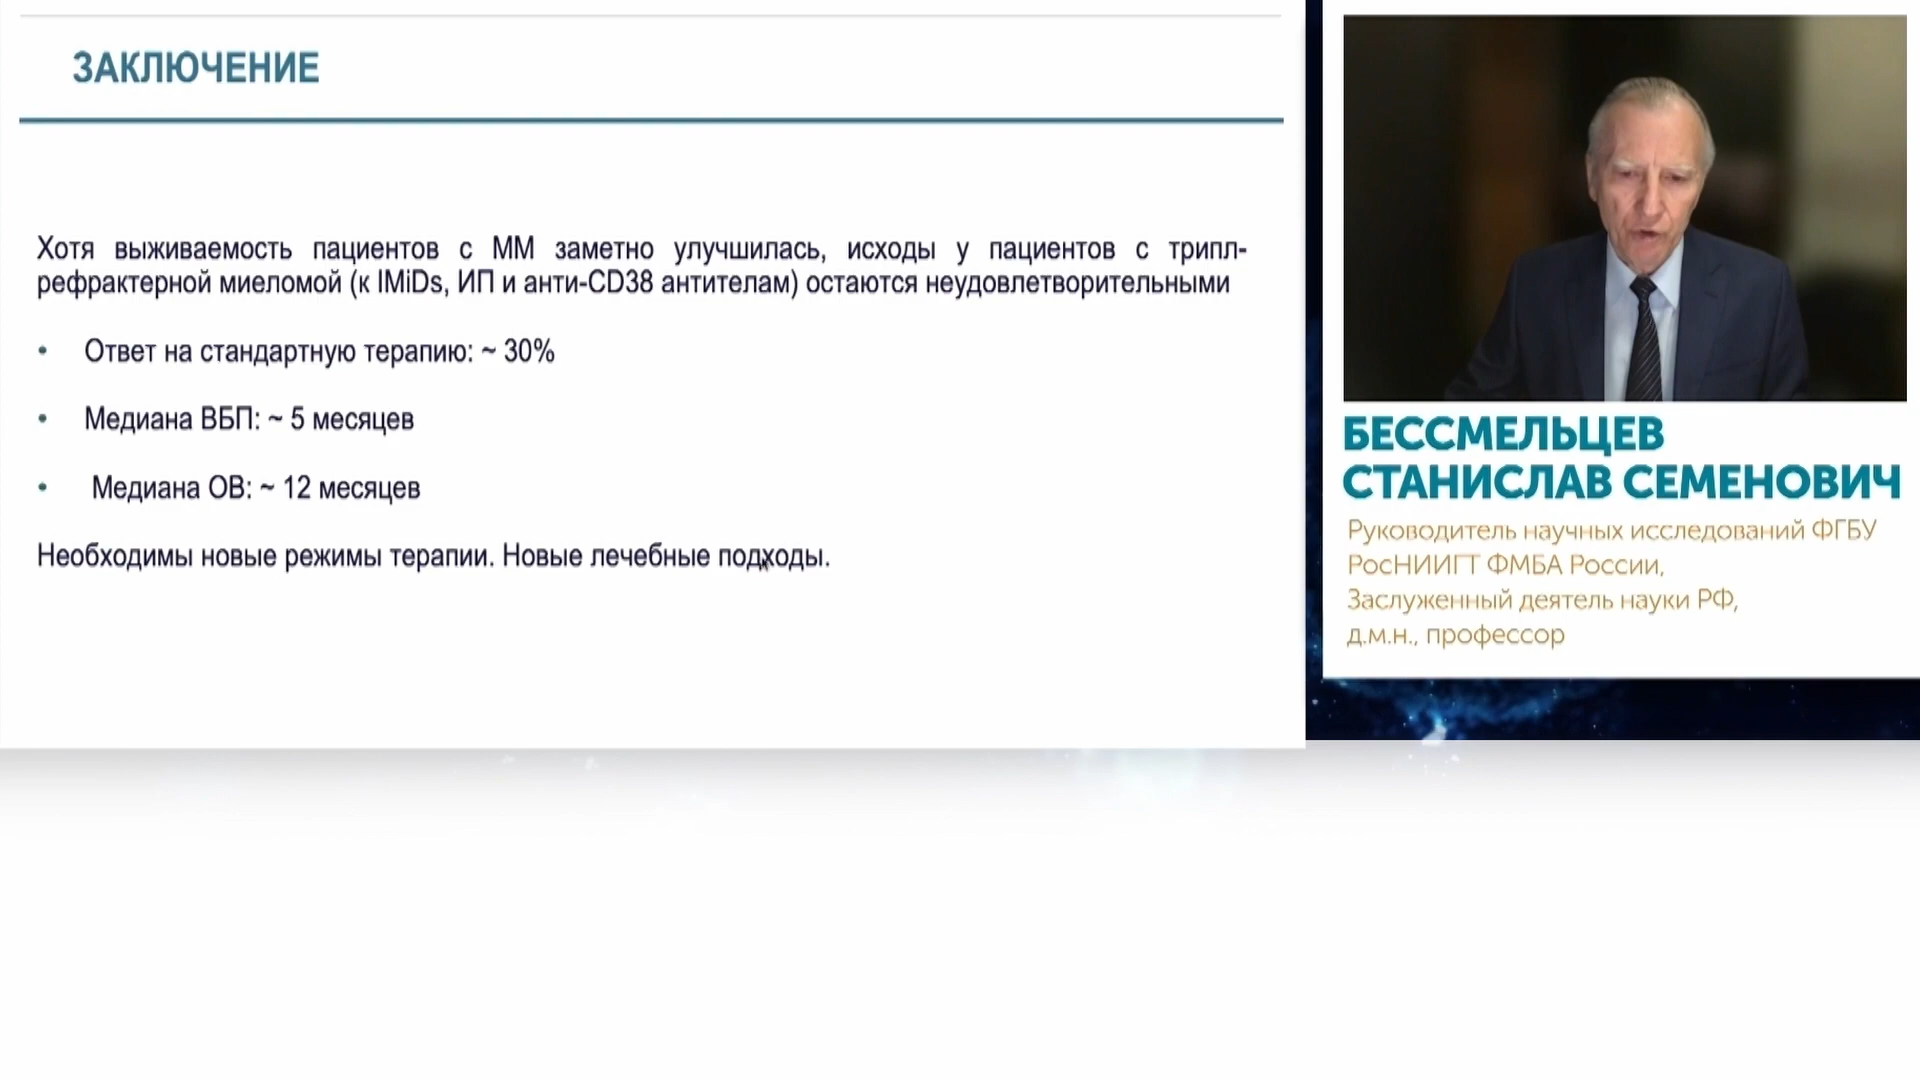 ЗАКЛЮЧЕНИЕ
Хотя выживаемость пациентов с ММ заметно улучшилась, исходы у пациентов с трипл-
рефрактерной миеломой (к IMiDs, ИП и анти-CD38 антителам) остаются неудовлетворительными
• Ответ на стандартную терапию: ~ 30%
• Медиана ВБП: ~ 5 месяцев
• Медиана ОВ: ~ 12 месяцев
Необходимы новые режимы терапии. Новые лечебные подходы.
БЕССМЕЛЬЦЕВ
СТАНИСЛАВ СЕМЕНОВИЧ
Руководитель научных исследований ФГБУ
РосНИИГТ ФМБА России,
Заслуженный деятель науки РФ,
д.м.н., профессор